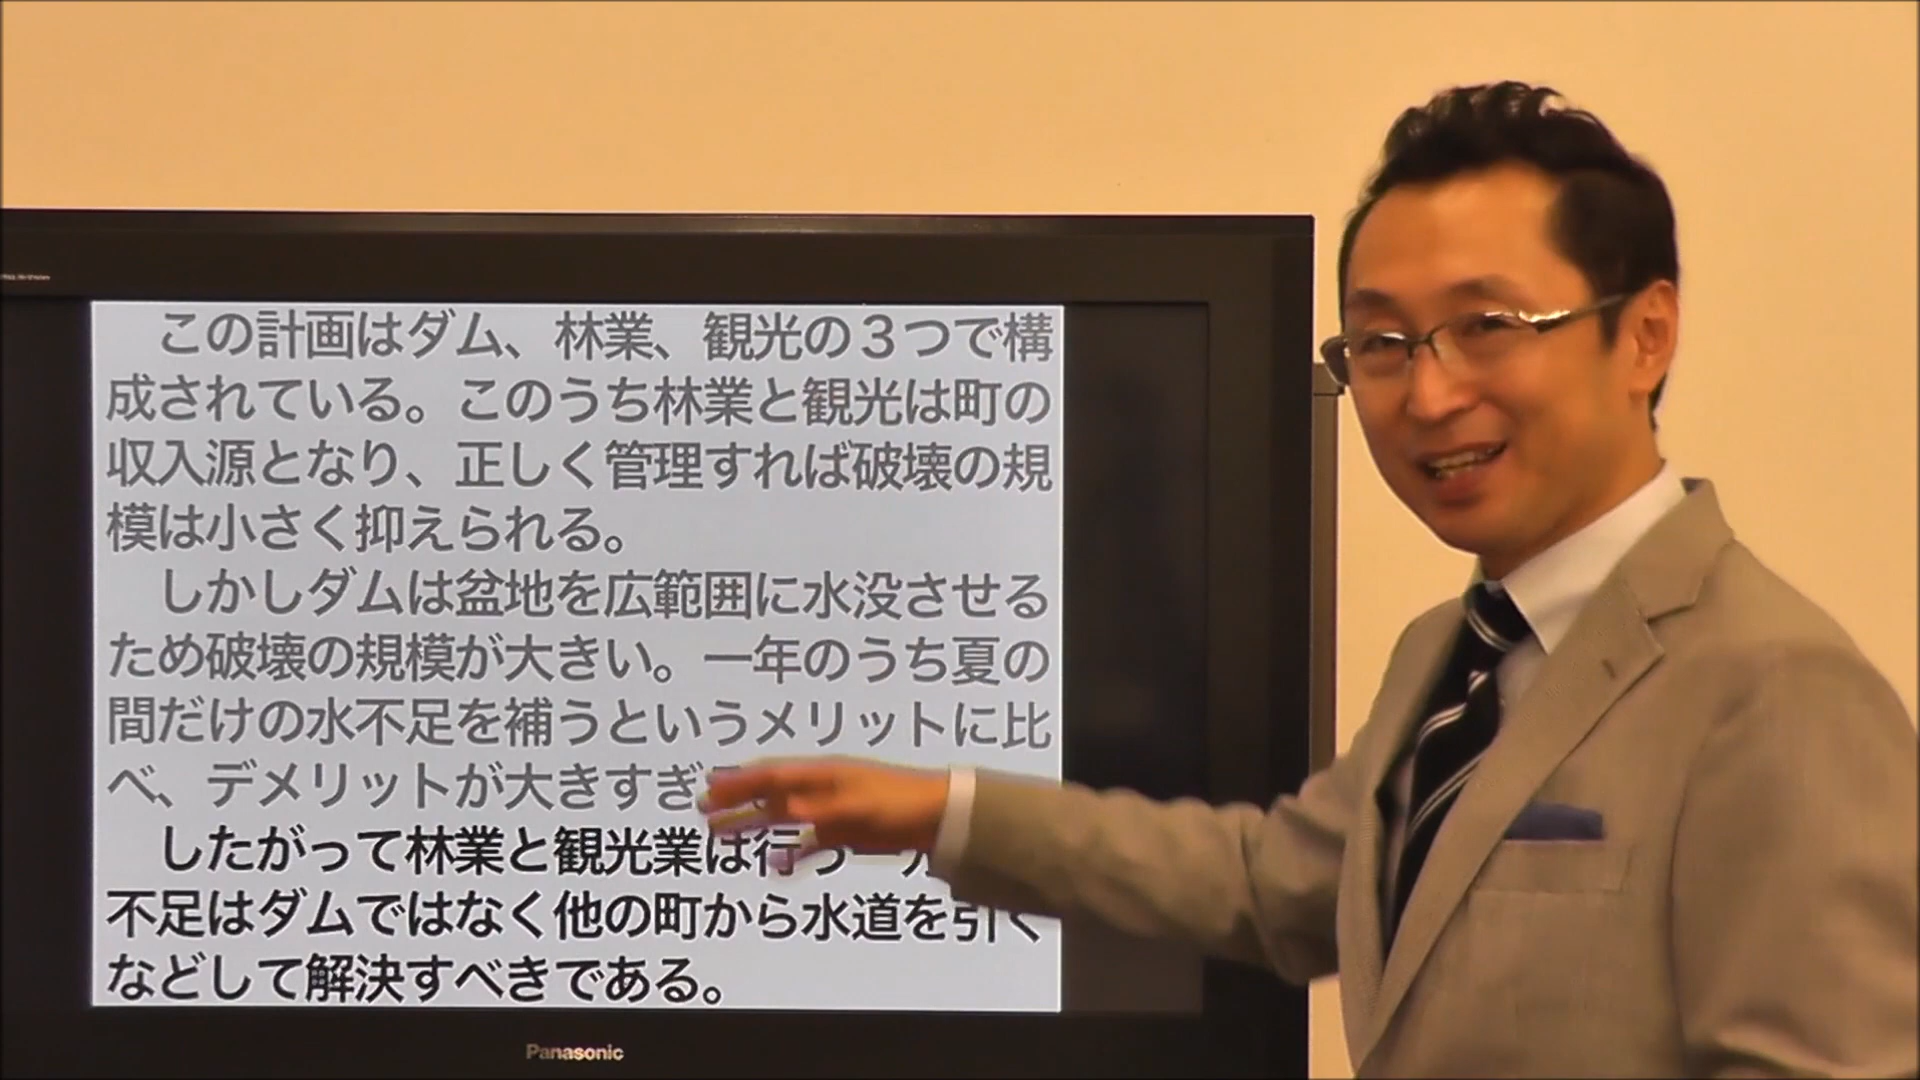 この計画はダム、林業、観光の３つで構
成されている。このうち林業と観光は町の
収入源となり、正しく管理すれば破壊の規
模は小さく抑えられる。
しかしダムは盆地を広範囲に水没させる
ため破壊の規模が大きい。一年のうち夏の
間だけの水不足を補うというメリットに比
べ、デメリットが大きすぎ
したがって林業と観光業は行う一方
不足はダムではなく他の町から水道を引く
などして解決すべきである。
Panasonic